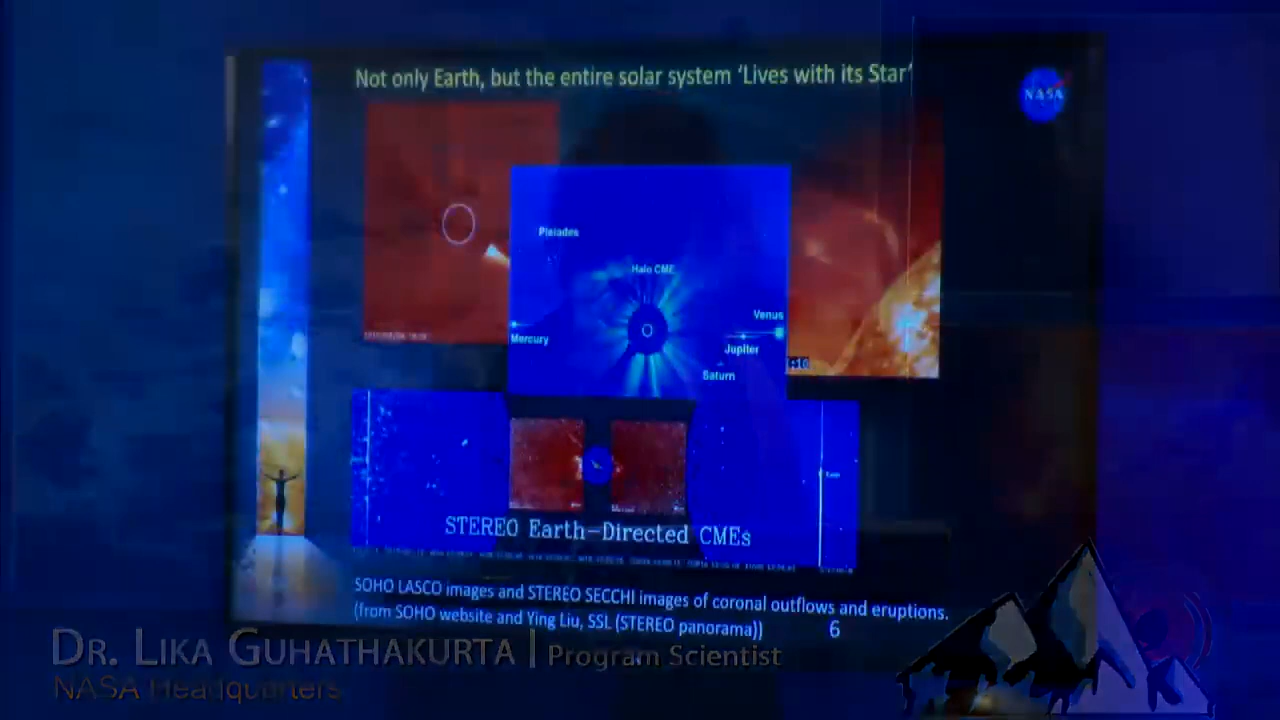 Not only Earth, but the entire solar system 'Lives with its Star'
NASA
Pleiades
Halo CME
Venus
Mercury
Jupiter
Saturn
STEREO Earth-Directed CMEs
SOHO LASCO images and STEREO SECCHI images of coronal outflows and eruptions.
(from SOHO website and Ying Liu, SSL (STEREO panorama))
6
DR. LIKA GUHATHAKURTA | Program Scientist
NASA Headquarters